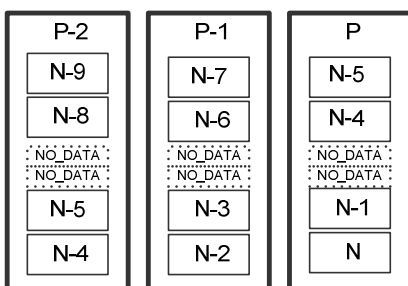 P-2
N-9
N-8
NO_DATA
NO_DATA
N-5
N-4
P-1
N-7
N-6
NO_DATA
NO_DATA
N-3
N-2
P
N-5
N-4
NO_DATA
NO_DATA
N-1
N